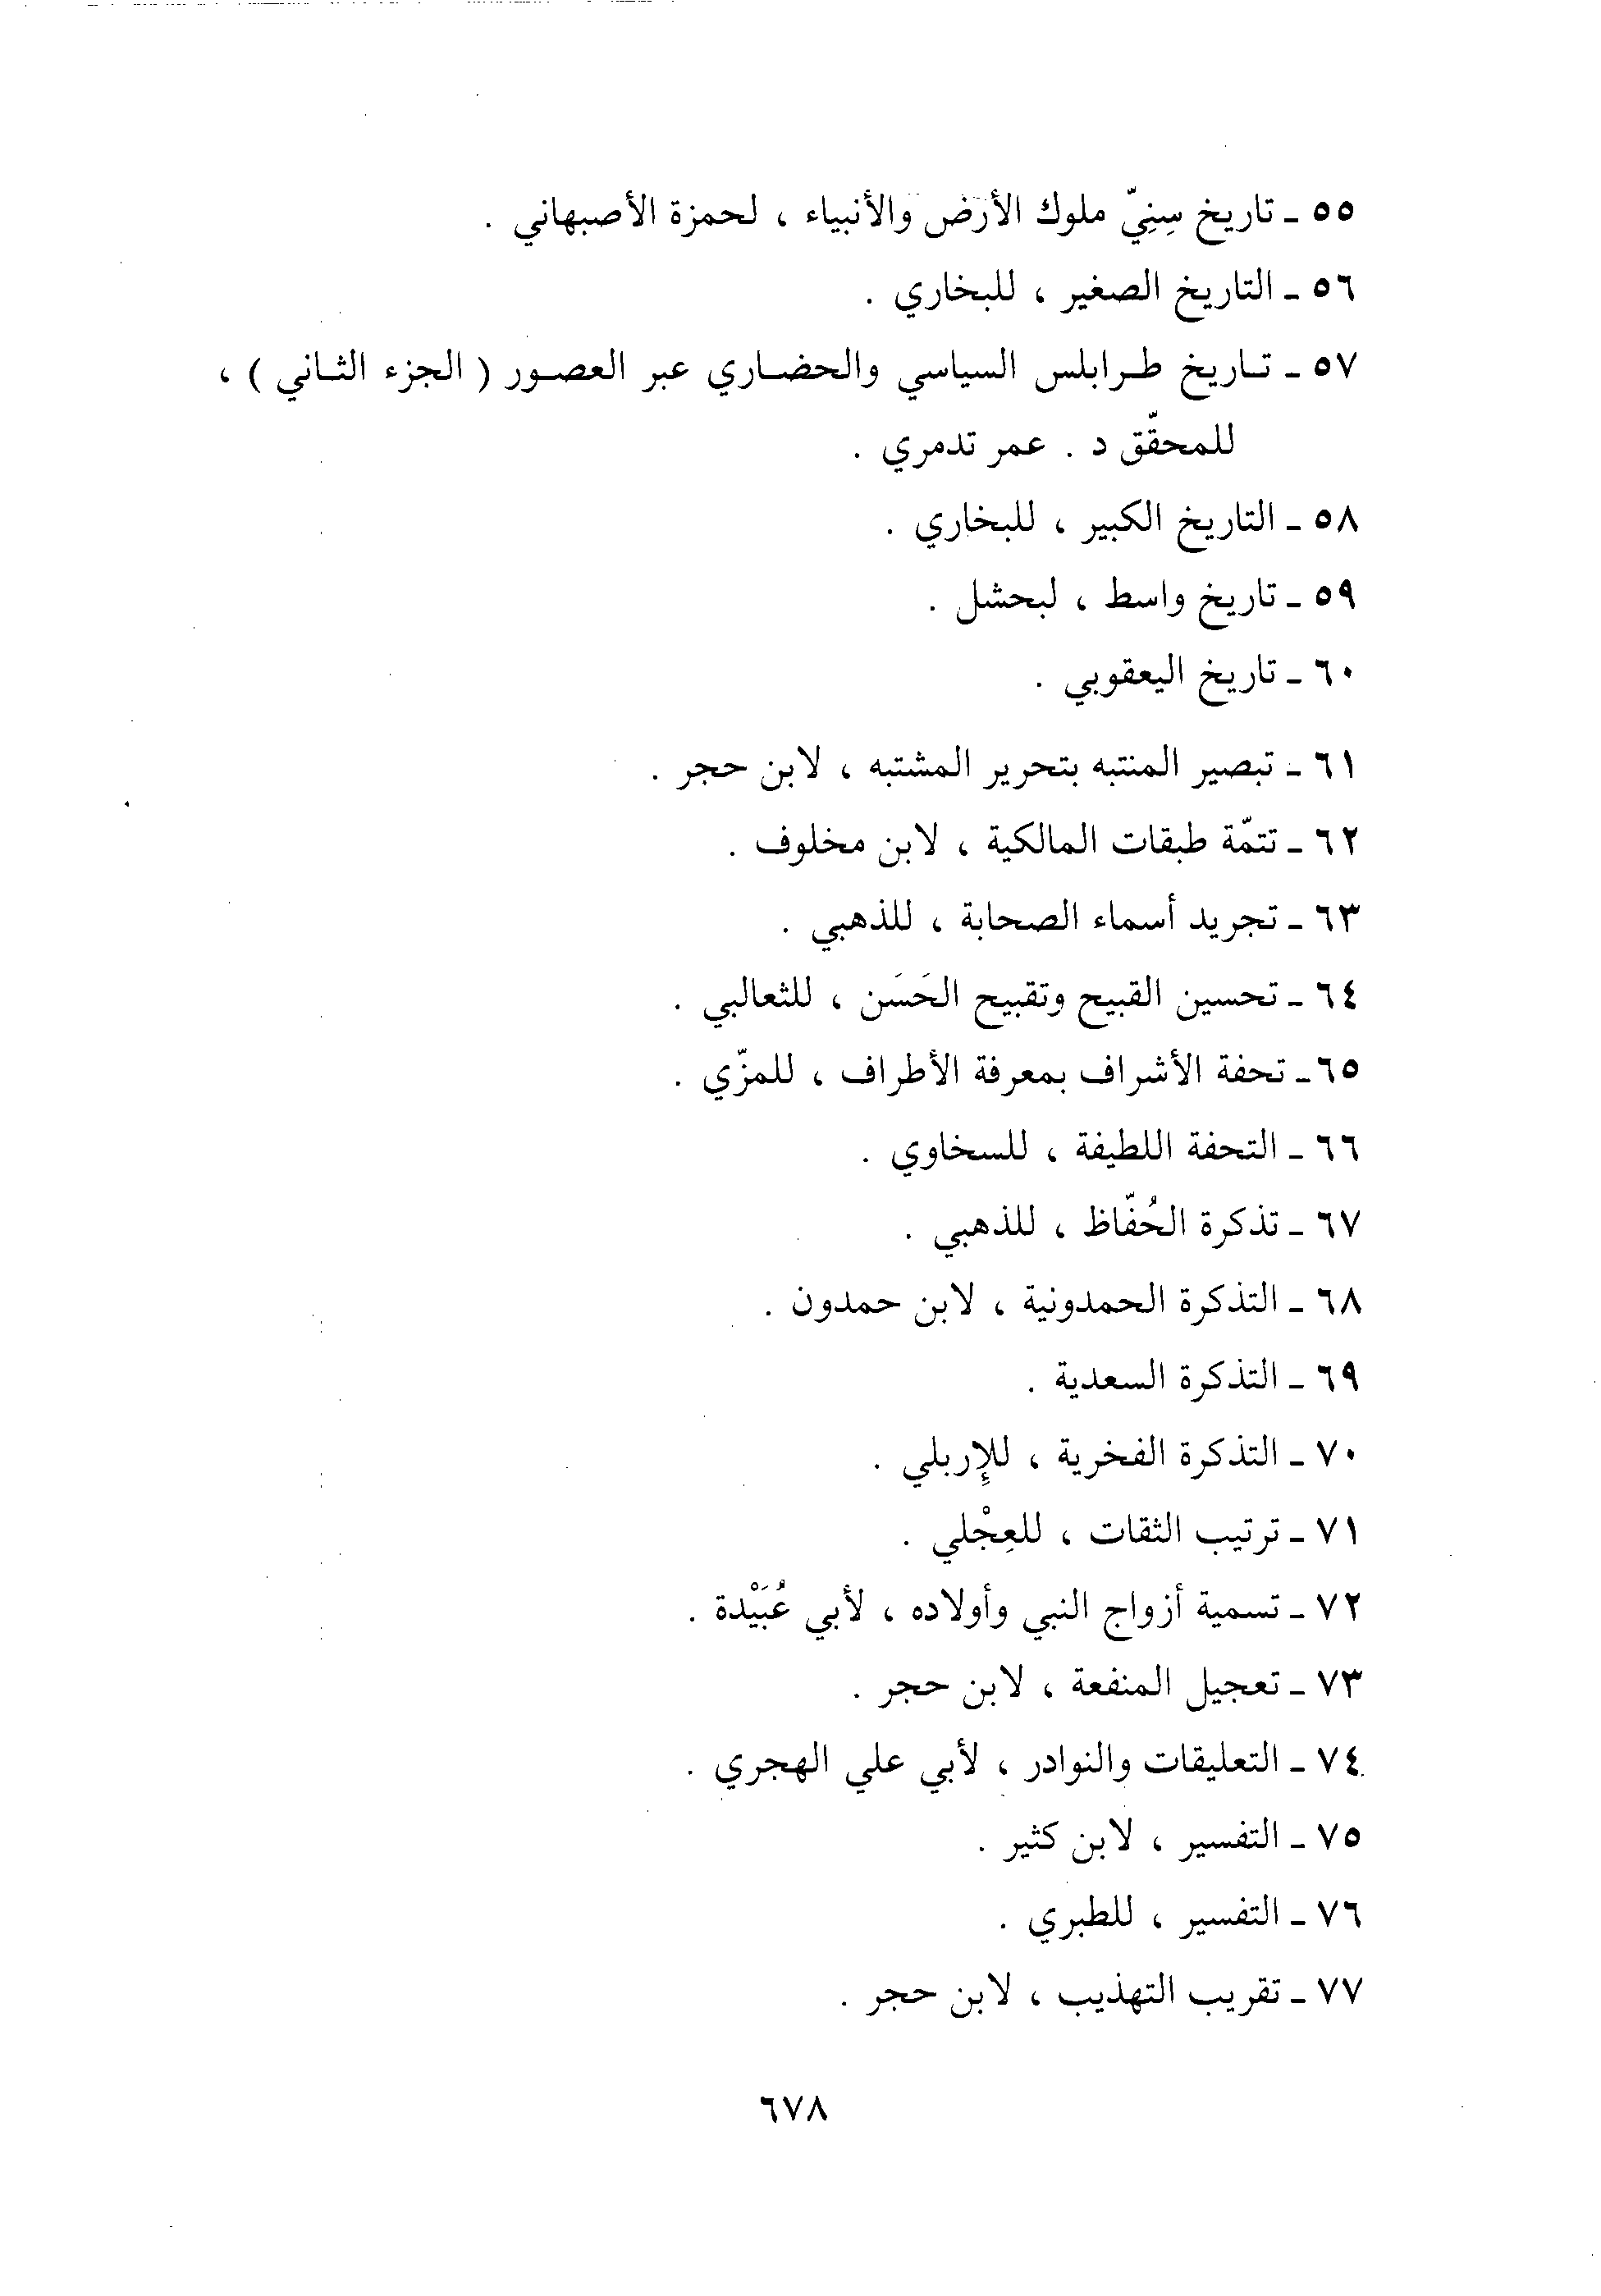 ٥٥ ـ تاريخ سِنِيّ ملوك الأرض والأنبياء ، لحمزة الأصبهاني .
٥٦ ـ التاريخ الصغير ، للبخاري .
٥٧ ـ تاريخ طرابلس السياسي والحضاري عبر العصور ( الجزء الثاني ) ،
للمحقّق د . عمر تدمري .
٥٨ ـ التاريخ الكبير ، للبخاري .
٥٩ ـ تاريخ واسط ، لبحشل .
٦٠ ـ تاريخ اليعقوبي .
٦١ ـ تبصير المنتبه بتحرير المشتبه ، لابن حجر .
٦٢ ـ تتمّة طبقات المالكية ، لابن مخلوف .
٦٣ ـ تجريد أسماء الصحابة ، للذهبي .
٦٤ ـ تحسين القبيح وتقبيح الحَسَن ، للثعالبي .
٦٥ ـ تحفة الأشراف بمعرفة الأطراف ، للمزّي .
٦٦ ـ التحفة اللطيفة ، للسخاوي .
٦٧ ـ تذكرة الحُفّاظ ، للذهبي .
٦٨ ـ التذكرة الحمدونية ، لابن حمدون .
٦٩ ـ التذكرة السعدية .
٧٠ ـ التذكرة الفخرية ، للإِربلي .
٧١ ـ ترتيب الثقات ، للعِجْلي .
٧٢ ـ تسمية أزواج النبي وأولاده ، لأبي عُبَيْدة .
٧٣ ـ تعجيل المنفعة ، لابن حجر .
٧٤ ـ التعليقات والنوادر ، لأبي علي الهجري .
٧٥ ـ التفسير ، لابن كثير .
٧٦ ـ التفسير ، للطبري .
٧٧ ـ تقريب التهذيب ، لابن حجر .
٦٧٨